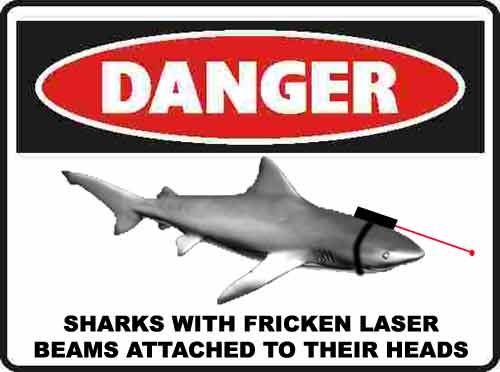 DANGER
SHARKS WITH FRICKEN LASER
BEAMS ATTACHED TO THEIR HEADS